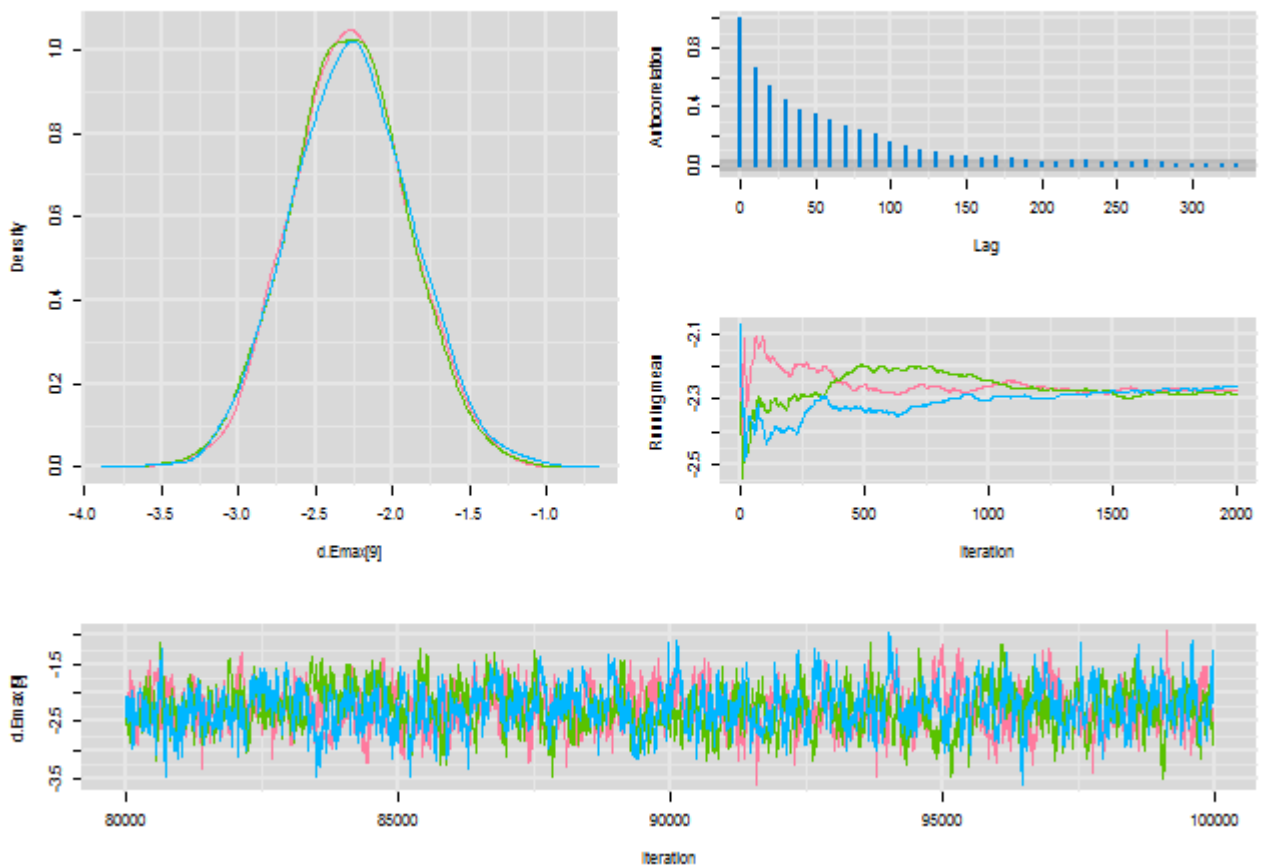 Density
0.0 0.2 0.4 0.6 0.8 1.0
-4.0 -3.5 -3.0 -2.5 -2.0 -1.5 -1.0
d.Emax[9]
Autocorrelation
0.0 0.4 0.8
0 50 100 150 200 250 300
Lag
Running mean
-2.5 -2.3 -2.1
0 500 1000 1500 2000
Iteration
d.Emax[9]
-3.5 -2.5 -1.5
80000 85000 90000 95000 100000
Iteration